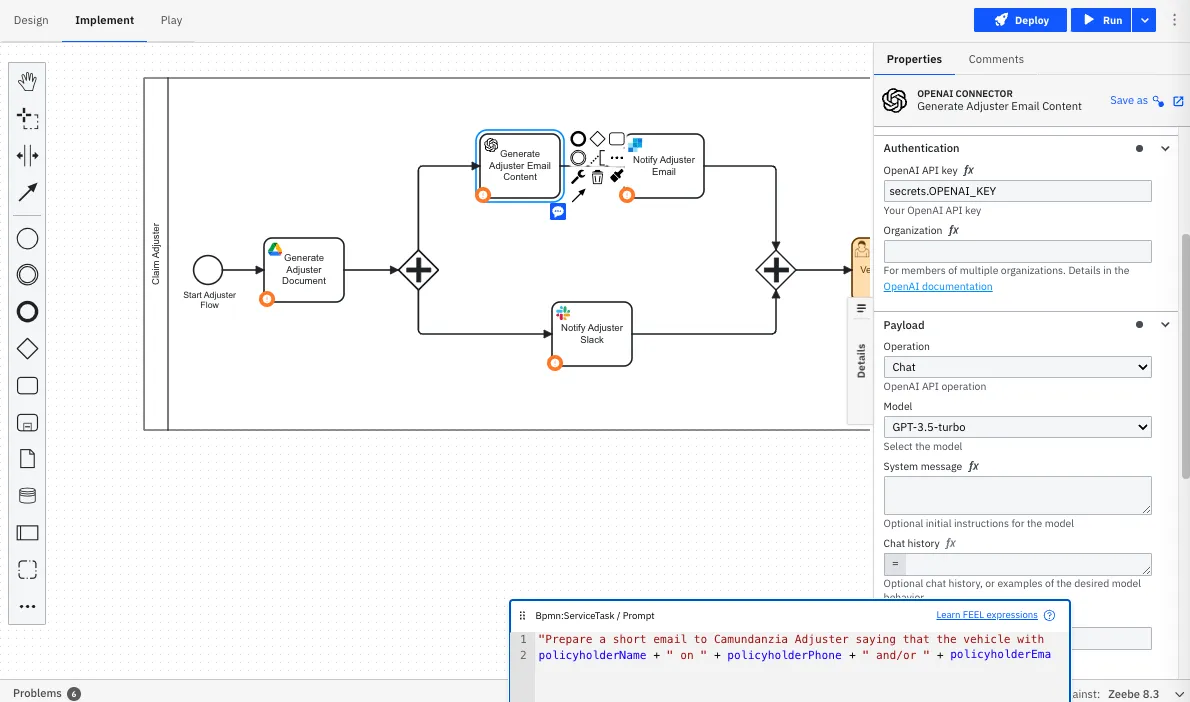 Design Implement Play
Deploy Run
Properties Comments
OPENAI CONNECTOR
Generate Adjuster Email Content
Save as
Claim Adjuster
Start Adjuster
Flow
Generate
Adjuster
Document
Generate
Adjuster Email
Content
Notify Adjuster
Email
Notify Adjuster
Slack
Ve
Details
Authentication
OpenAI API key fx
secrets.OPENAI_KEY
Your OpenAI API key
Organization fx
For members of multiple organizations. Details in the
OpenAI documentation
Payload
Operation
Chat
OpenAI API operation
Model
GPT-3.5-turbo
Select the model
System message fx
Optional initial instructions for the model
Chat history fx
=
Optional chat history, or examples of the desired model
behavior
Bpmn:ServiceTask / Prompt
Learn FEEL expressions
1 "Prepare a short email to Camundanzia Adjuster saying that the vehicle with
2 policyholderName + " on " + policyholderPhone + " and/or " + policyholderEma
Problems 6
ainst: Zeebe 8.3